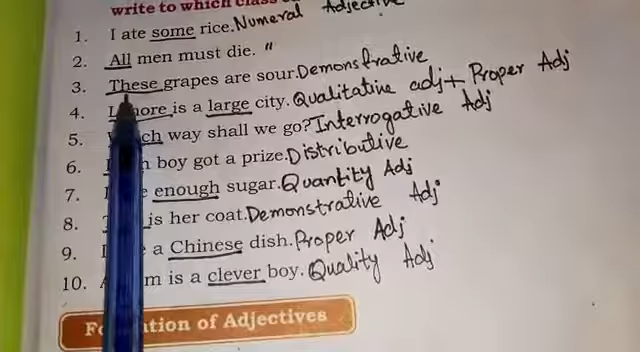 write to which class
1. I ate some rice. Numeral Adjective
2. All men must die. "
3. These grapes are sour. Demonstrative
4. is a large city. Qualitative adj + Proper Adj
5. way shall we go? Interrogative Adj
6. boy got a prize. Distributive
7. enough sugar. Quantity Adj
8. is her coat. Demonstrative Adj
9. a Chinese dish. Proper Adj
10. is a clever boy. Quality Adj
of Adjectives